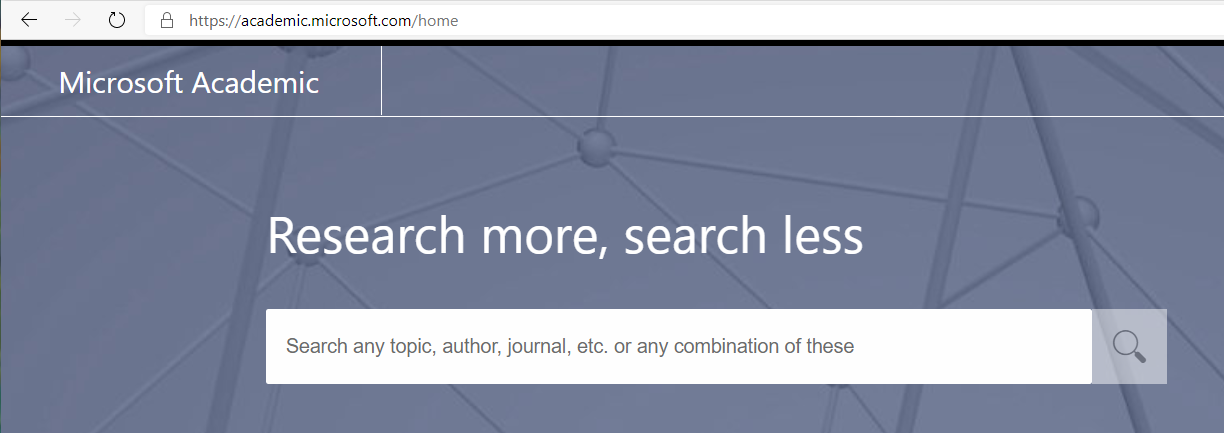 https://academic.microsoft.com/home
Microsoft Academic
Research more, search less
Search any topic, author, journal, etc. or any combination of these